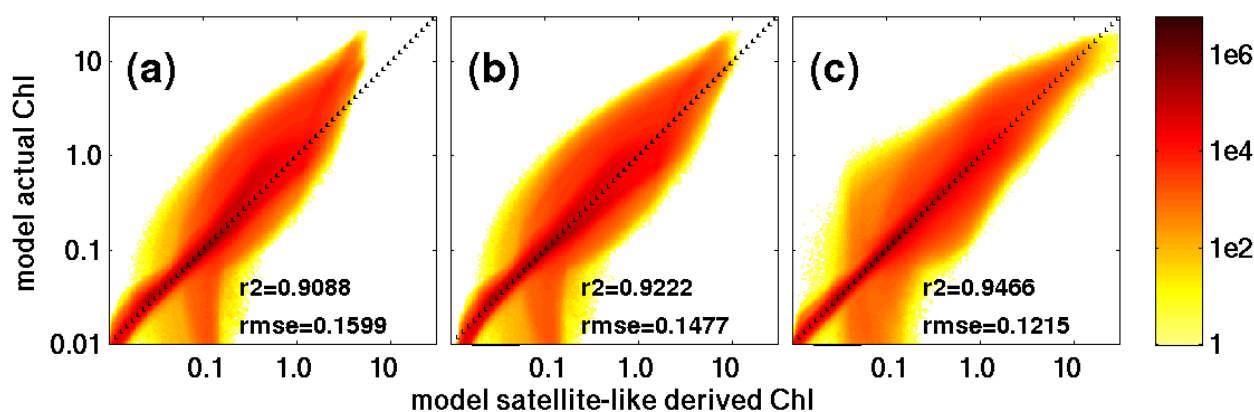 (a)
(b)
(c)
model actual Chl
10
1.0
0.1
0.01
r2=0.9088
rmse=0.1599
r2=0.9222
rmse=0.1477
r2=0.9466
rmse=0.1215
0.1 1.0 10
0.1 1.0 10
0.1 1.0 10
model satellite-like derived Chl
1e6
1e4
1e2
1